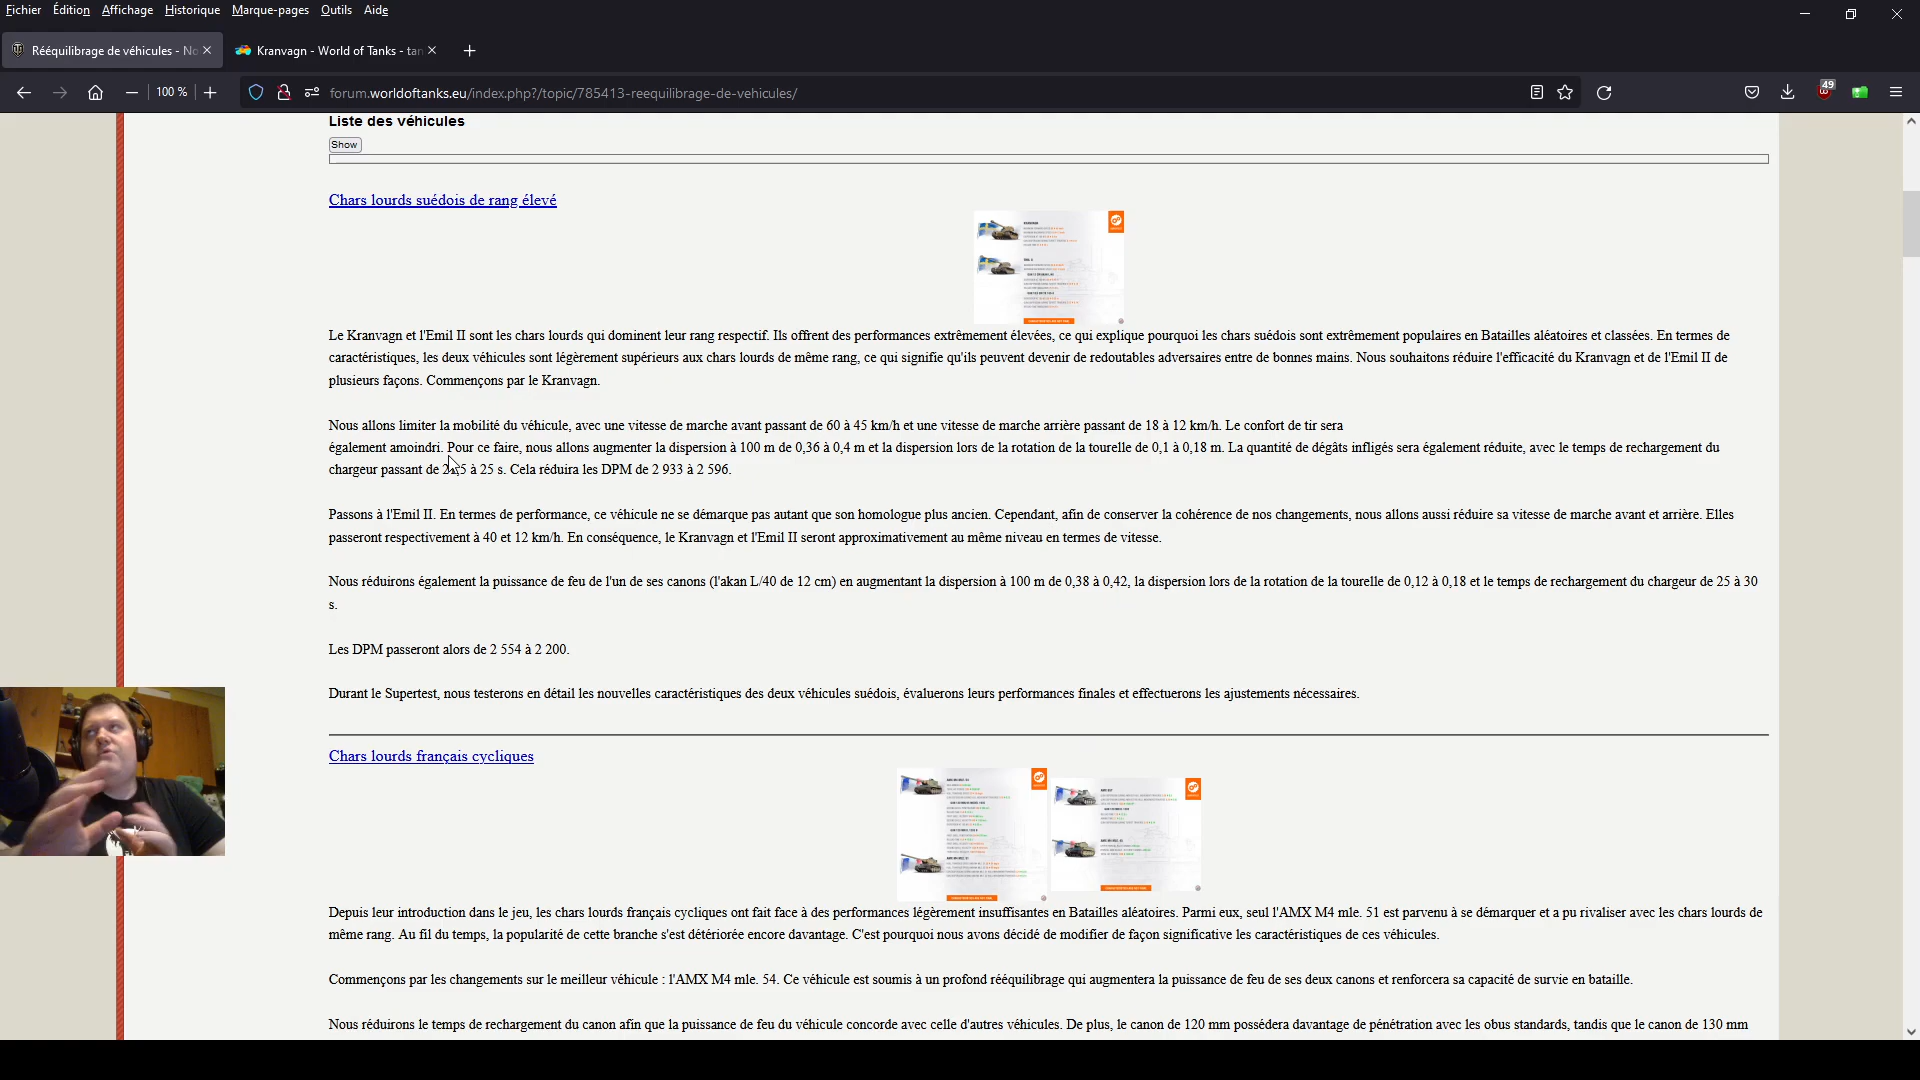 Fichier Édition Affichage Historique Marque-pages Outils Aide
Rééquilibrage de véhicules - No
Kranvagn - World of Tanks - tan
100 %
forum.worldoftanks.eu/index.php?/topic/785413-reequilibrage-de-vehicules/
49
Liste des véhicules
Show
Chars lourds suédois de rang élevé
Le Kranvagn et l'Emil II sont les chars lourds qui dominent leur rang respectif. Ils offrent des performances extrêmement élevées, ce qui explique pourquoi les chars suédois sont extrêmement populaires en Batailles aléatoires et classées. En termes de
caractéristiques, les deux véhicules sont légèrement supérieurs aux chars lourds de même rang, ce qui signifie qu'ils peuvent devenir de redoutables adversaires entre de bonnes mains. Nous souhaitons réduire l'efficacité du Kranvagn et de l'Emil II de
plusieurs façons. Commençons par le Kranvagn.
Nous allons limiter la mobilité du véhicule, avec une vitesse de marche avant passant de 60 à 45 km/h et une vitesse de marche arrière passant de 18 à 12 km/h. Le confort de tir sera
également amoindri. Pour ce faire, nous allons augmenter la dispersion à 100 m de 0,36 à 0,4 m et la dispersion lors de la rotation de la tourelle de 0,1 à 0,18 m. La quantité de dégâts infligés sera également réduite, avec le temps de rechargement du
chargeur passant de à 25 s. Cela réduira les DPM de 2 933 à 2 596.
Passons à l'Emil II. En termes de performance, ce véhicule ne se démarque pas autant que son homologue plus ancien. Cependant, afin de conserver la cohérence de nos changements, nous allons aussi réduire sa vitesse de marche avant et arrière. Elles
passeront respectivement à 40 et 12 km/h. En conséquence, le Kranvagn et l'Emil II seront approximativement au même niveau en termes de vitesse.
Nous réduirons également la puissance de feu de l'un de ses canons (l'akan L/40 de 12 cm) en augmentant la dispersion à 100 m de 0,38 à 0,42, la dispersion lors de la rotation de la tourelle de 0,12 à 0,18 et le temps de rechargement du chargeur de 25 à 30
s.
Les DPM passeront alors de 2 554 à 2 200.
Durant le Supertest, nous testerons en détail les nouvelles caractéristiques des deux véhicules suédois, évaluerons leurs performances finales et effectuerons les ajustements nécessaires.
Chars lourds français cycliques
Depuis leur introduction dans le jeu, les chars lourds français cycliques ont fait face à des performances légèrement insuffisantes en Batailles aléatoires. Parmi eux, seul l'AMX M4 mle. 51 est parvenu à se démarquer et a pu rivaliser avec les chars lourds de
même rang. Au fil du temps, la popularité de cette branche s'est détériorée encore davantage. C'est pourquoi nous avons décidé de modifier de façon significative les caractéristiques de ces véhicules.
Commençons par les changements sur le meilleur véhicule : l'AMX M4 mle. 54. Ce véhicule est soumis à un profond rééquilibrage qui augmentera la puissance de feu de ses deux canons et renforcera sa capacité de survie en bataille.
Nous réduirons le temps de rechargement du canon afin que la puissance de feu du véhicule concorde avec celle d'autres véhicules. De plus, le canon de 120 mm possédera davantage de pénétration avec les obus standards, tandis que le canon de 130 mm